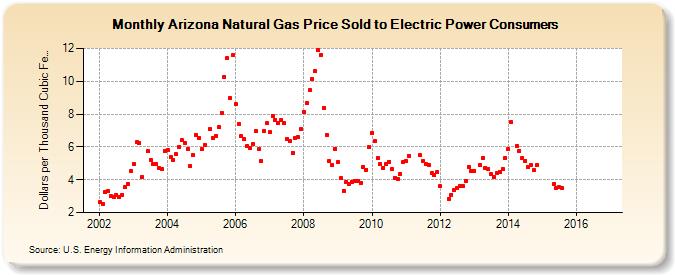 Monthly Arizona Natural Gas Price Sold to Electric Power Consumers
Dollars per Thousand Cubic Fe...
12
10
8
6
4
2
2002 2004 2006 2008 2010 2012 2014 2016
Source: U.S. Energy Information Administration